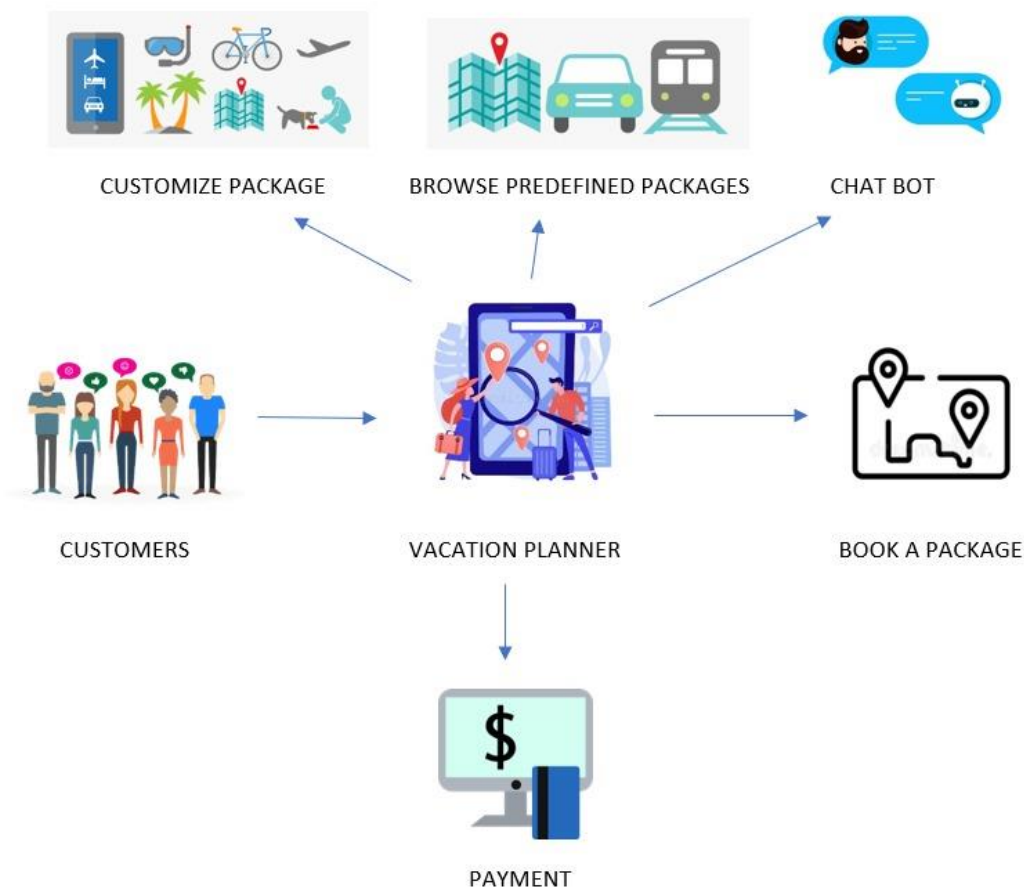 CUSTOMIZE PACKAGE
BROWSE PREDEFINED PACKAGES
CHAT BOT
CUSTOMERS
VACATION PLANNER
BOOK A PACKAGE
$
PAYMENT